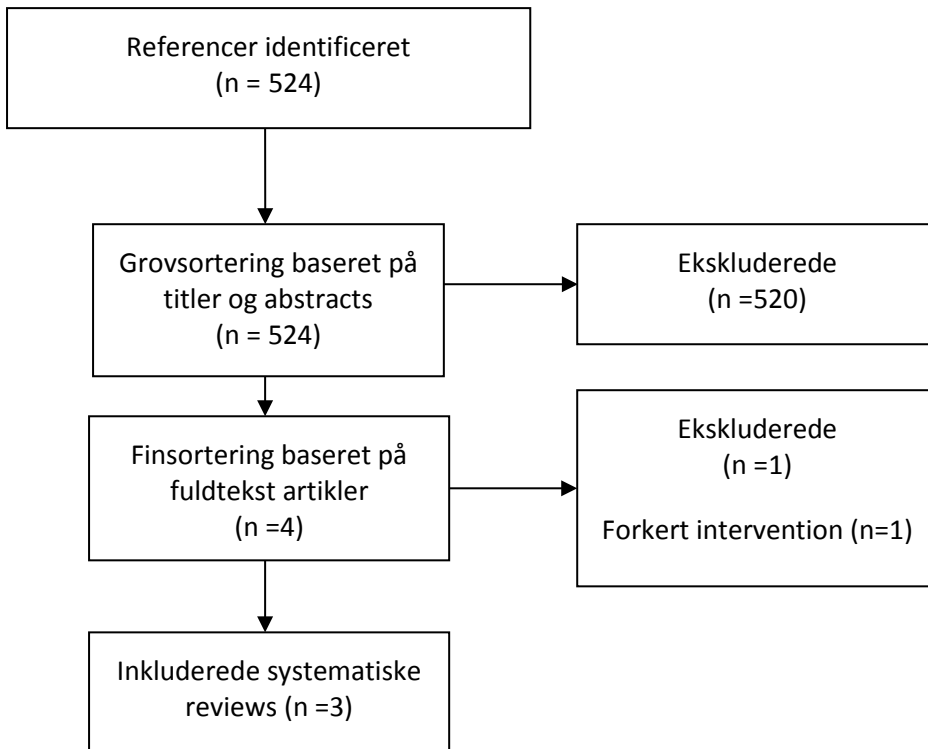 Referencer identificeret
(n = 524)
Grovsortering baseret på
titler og abstracts
(n = 524)
Ekskluderede
(n =520)
Finsortering baseret på
fuldtekst artikler
(n =4)
Ekskluderede
(n =1)
Forkert intervention (n=1)
Inkluderede systematiske
reviews (n =3)